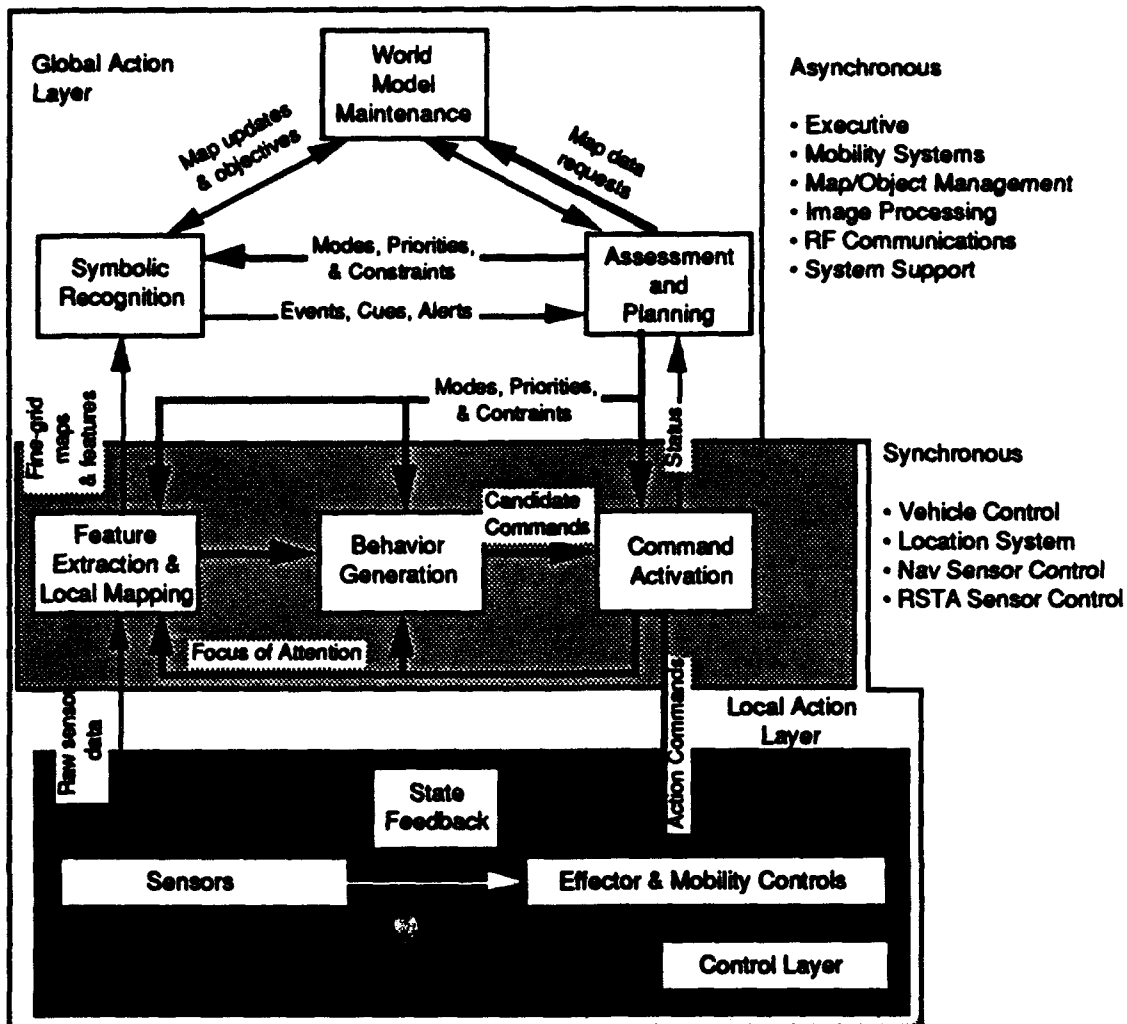 Global Action
Layer
World
Model
Maintenance
Map updates
& objectives
Map data
requests
Symbolic
Recognition
Modes, Priorities,
& Constraints
Events, Cues, Alerts
Assessment
and
Planning
Asynchronous
• Executive
• Mobility Systems
• Map/Object Management
• Image Processing
• RF Communications
• System Support
Fine-grid
maps
& features
Modes, Priorities,
& Contraints
Status
Synchronous
• Vehicle Control
• Location System
• Nav Sensor Control
• RSTA Sensor Control
Feature
Extraction &
Local Mapping
Behavior
Generation
Candidate
Commands
Command
Activation
Focus of Attention
Raw sensor
data
Action Commands
Local Action
Layer
State
Feedback
Sensors
Effector & Mobility Controls
Control Layer